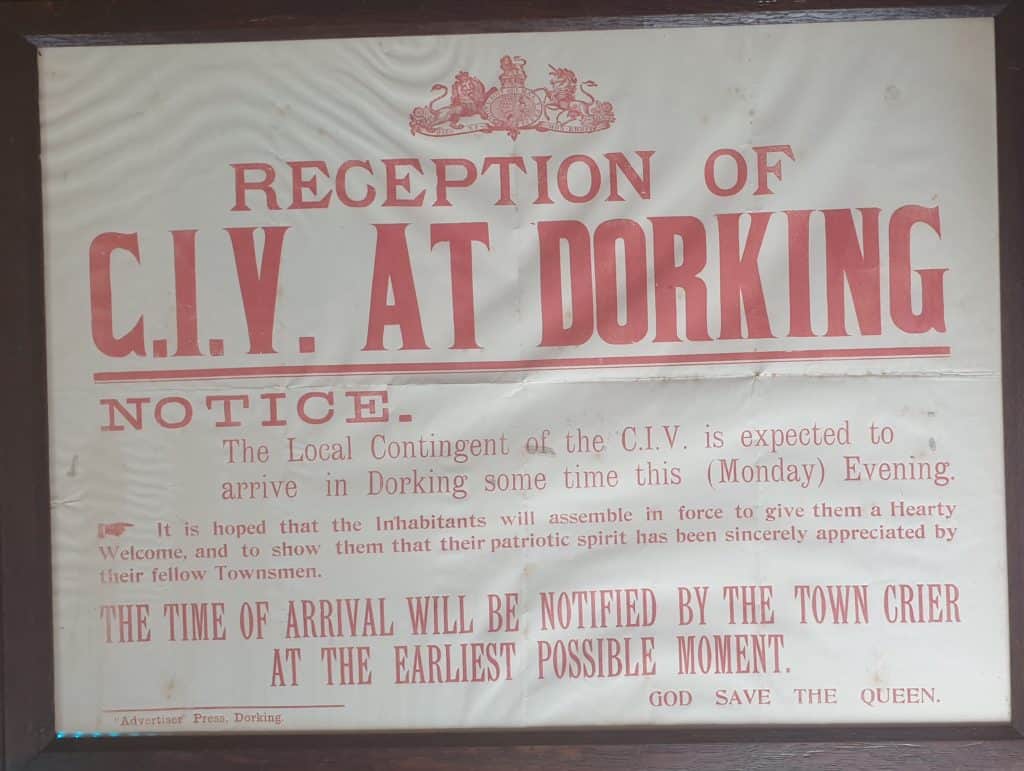 RECEPTION OF
C.I.V. AT DORKING
NOTICE.
The Local Contingent of the C.I.V. is expected to
arrive in Dorking some time this (Monday) Evening.
It is hoped that the Inhabitants will assemble in force to give them a Hearty
Welcome, and to show them that their patriotic spirit has been sincerely appreciated by
their fellow Townsmen.
THE TIME OF ARRIVAL WILL BE NOTIFIED BY THE TOWN CRIER
AT THE EARLIEST POSSIBLE MOMENT.
GOD SAVE THE QUEEN.
"Advertiser" Press, Dorking.